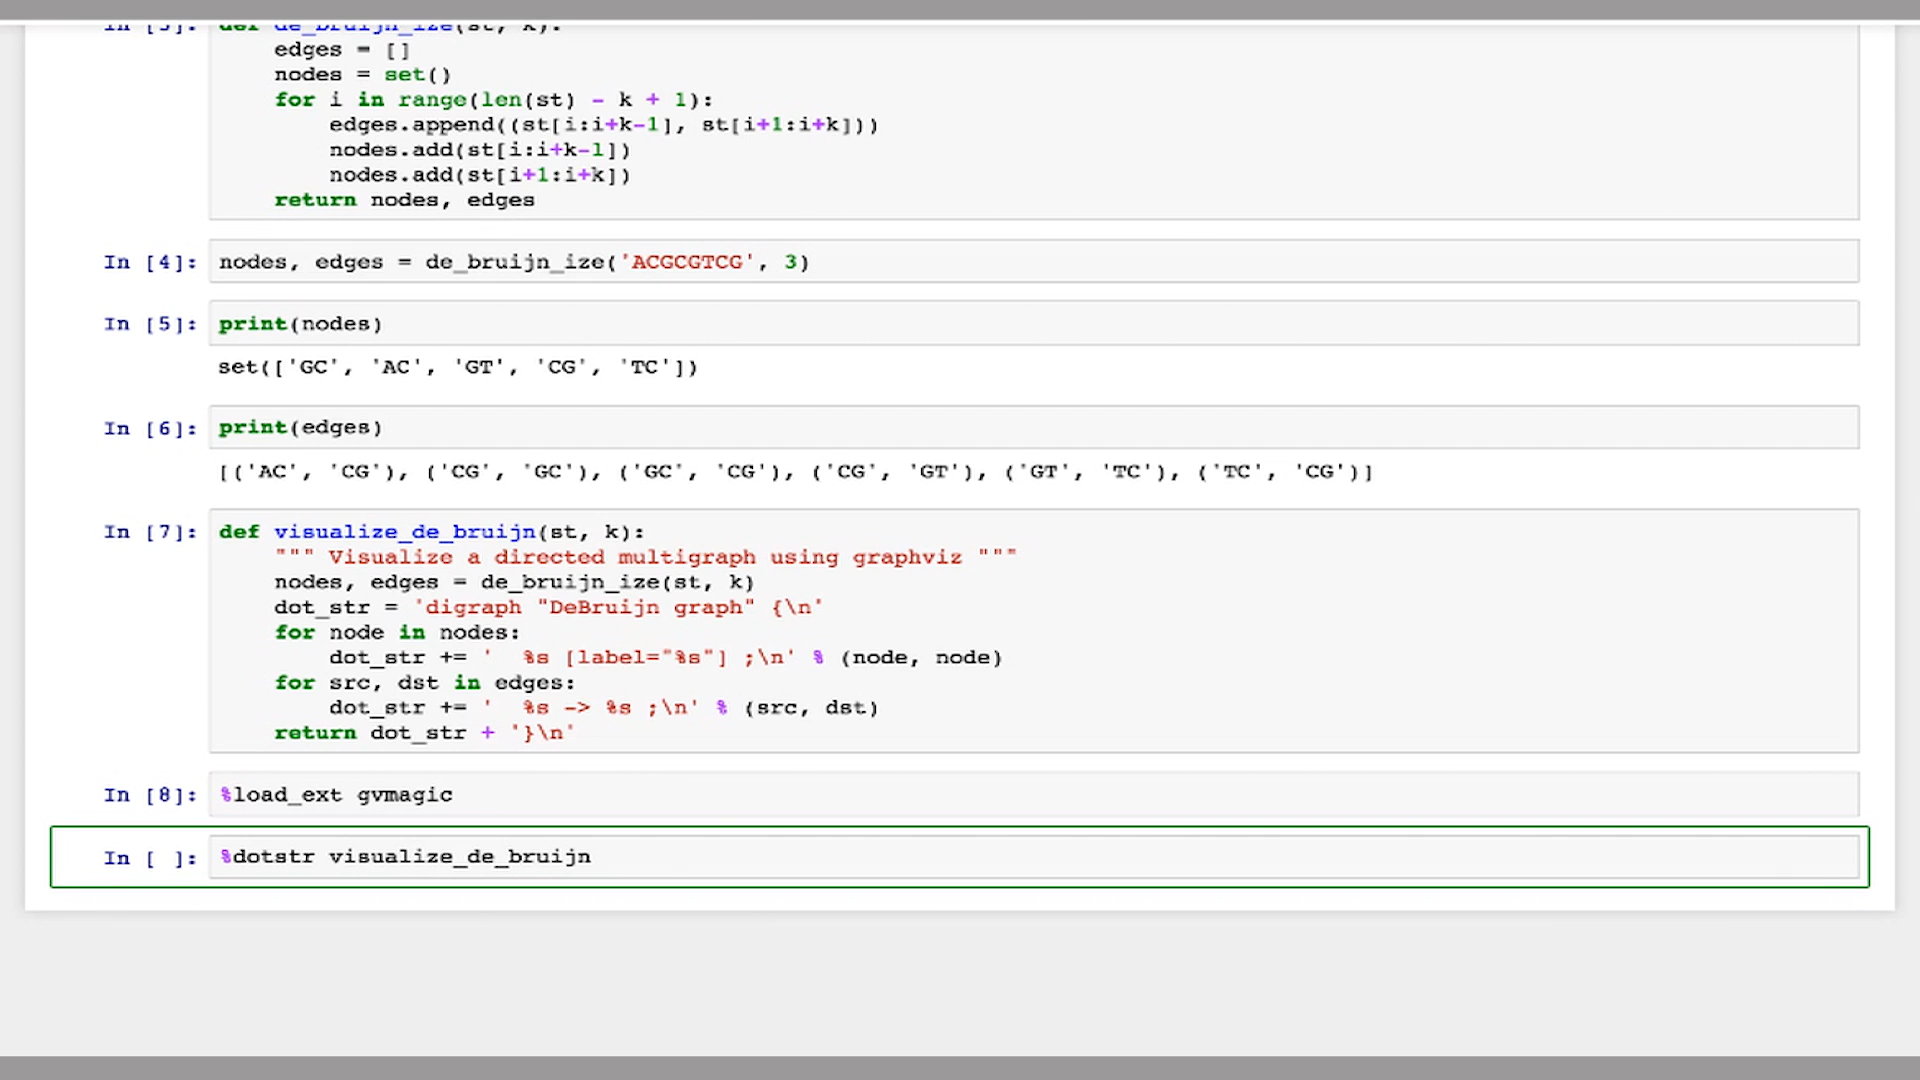 In [3]: def de_bruijn_ize(st, k):
edges = []
nodes = set()
for i in range(len(st) - k + 1):
edges.append((st[i:i+k-1], st[i+1:i+k]))
nodes.add(st[i:i+k-1])
nodes.add(st[i+1:i+k])
return nodes, edges
In [4]: nodes, edges = de_bruijn_ize('ACGCGTCG', 3)
In [5]: print(nodes)
set(['GC', 'AC', 'GT', 'CG', 'TC'])
In [6]: print(edges)
[('AC', 'CG'), ('CG', 'GC'), ('GC', 'CG'), ('CG', 'GT'), ('GT', 'TC'), ('TC', 'CG')]
In [7]: def visualize_de_bruijn(st, k):
""" Visualize a directed multigraph using graphviz """
nodes, edges = de_bruijn_ize(st, k)
dot_str = 'digraph "DeBruijn graph" {\n'
for node in nodes:
dot_str += '  %s [label="%s"] ;\n' % (node, node)
for src, dst in edges:
dot_str += '  %s -> %s ;\n' % (src, dst)
return dot_str + '}\n'
In [8]: %load_ext gvmagic
In [ ]: %dotstr visualize_de_bruijn